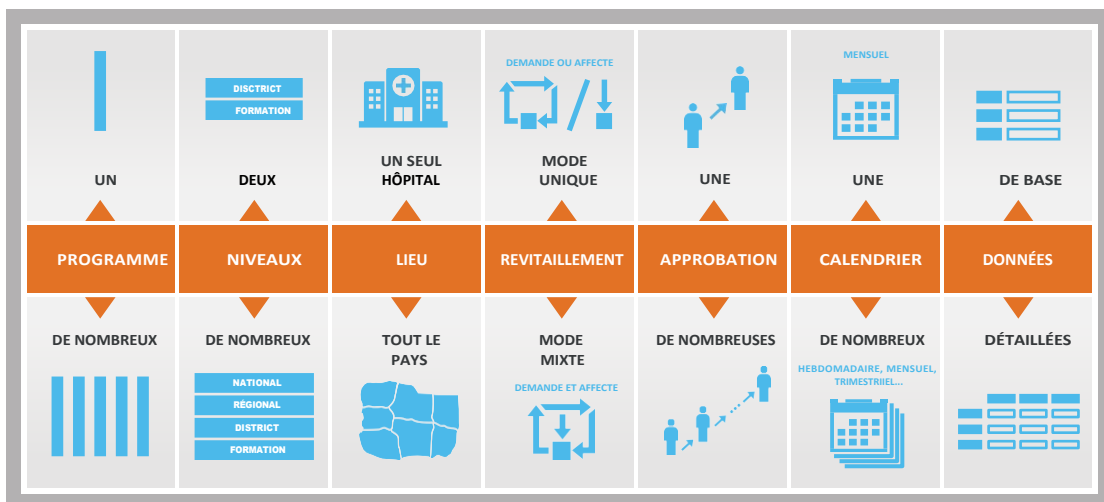 DISCTRICT
FORMATION
DEMANDE OU AFFECTE
MENSUEL
UN
DEUX
UN SEUL
HÔPITAL
MODE
UNIQUE
UNE
UNE
DE BASE
PROGRAMME
NIVEAUX
LIEU
REVITAILLEMENT
APPROBATION
CALENDRIER
DONNÉES
DE NOMBREUX
DE NOMBREUX
NATIONAL
RÉGIONAL
DISTRICT
FORMATION
TOUT LE
PAYS
MODE
MIXTE
DEMANDE ET AFFECTE
DE NOMBREUSES
DE NOMBREUX
HEBDOMADAIRE, MENSUEL,
TRIMESTRIIEL...
DÉTAILLÉES